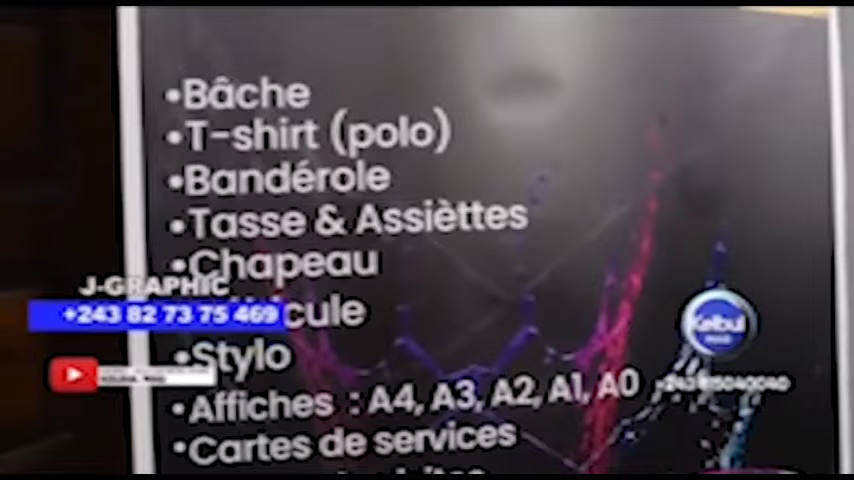 •Bâche
•T-shirt (polo)
•Bandérole
•Tasse & Assièttes
•Chapeau
J-GRAPHIC
+243 82 73 75 469
•Stylo
•Affiches : A4, A3, A2, A1, A0
•Cartes de services
Kelbul